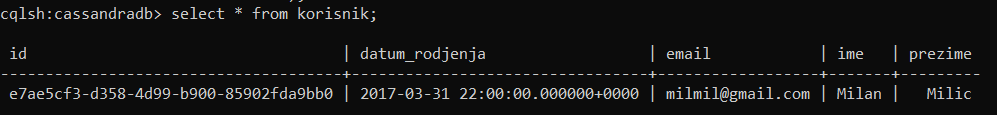 cqlsh:cassandradb> select * from korisnik;
id | datum_rodjenja | email | ime | prezime
--------------------------------------+---------------------------------+------------------+-------+---------
e7ae5cf3-d358-4d99-b900-85902fda9bb0 | 2017-03-31 22:00:00.000000+0000 | milmil@gmail.com | Milan | Milic